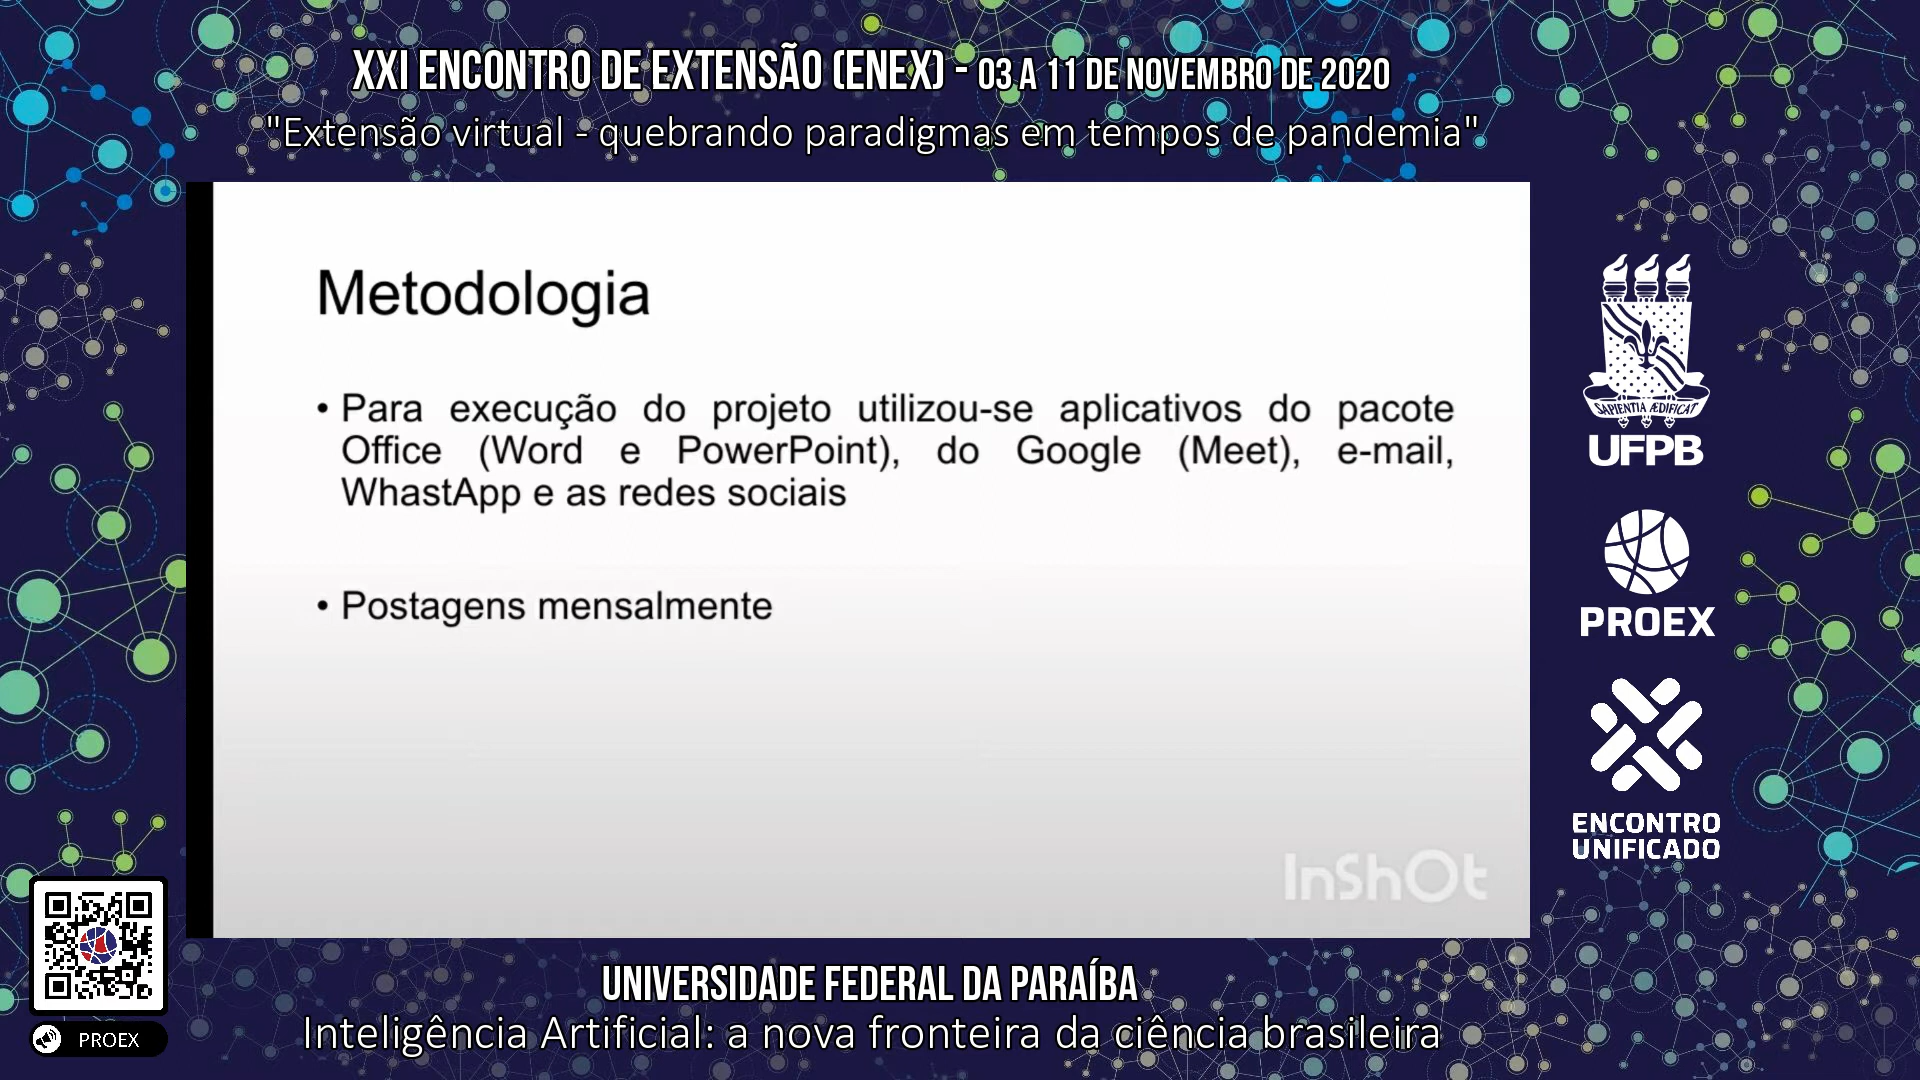 XXI ENCONTRO DE EXTENSÃO (ENEX) - 03 A 11 DE NOVEMBRO DE 2020
"Extensão virtual - quebrando paradigmas em tempos de pandemia"
Metodologia
• Para execução do projeto utilizou-se aplicativos do pacote
Office (Word e PowerPoint), do Google (Meet), e-mail,
WhastApp e as redes sociais
• Postagens mensalmente
InShOt
SAPIENTIA ÆDIFICAT
UFPB
PROEX
ENCONTRO
UNIFICADO
PROEX
UNIVERSIDADE FEDERAL DA PARAÍBA
Inteligência Artificial: a nova fronteira da ciência brasileira